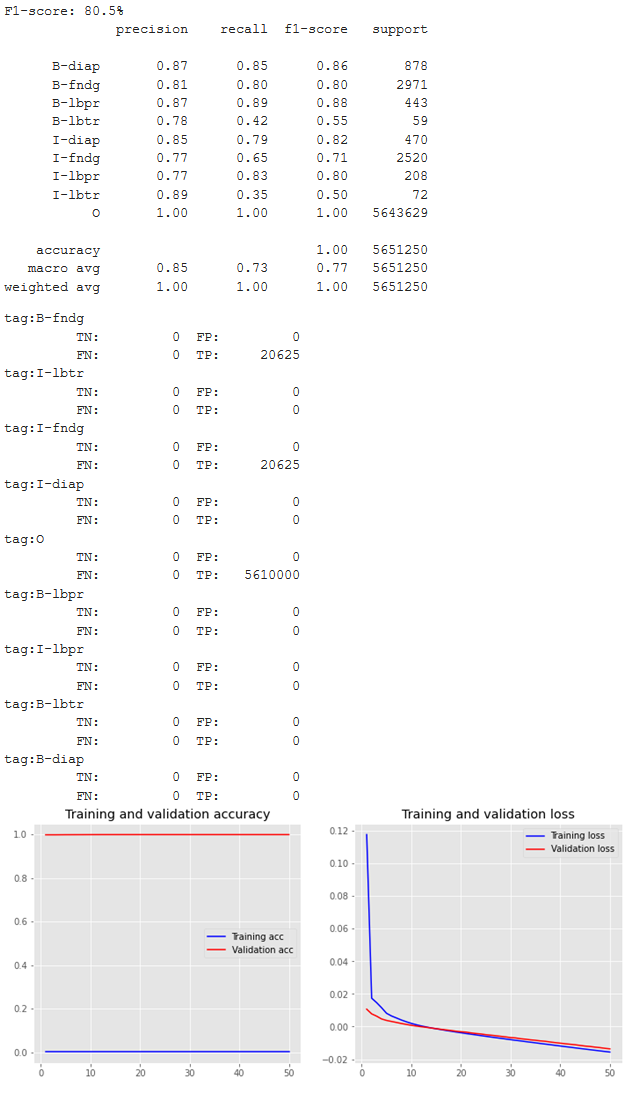 F1-score: 80.5%
precision recall f1-score support
B-diap 0.87 0.85 0.86 878
B-fndg 0.81 0.80 0.80 2971
B-lbpr 0.87 0.89 0.88 443
B-lbtr 0.78 0.42 0.55 59
I-diap 0.85 0.79 0.82 470
I-fndg 0.77 0.65 0.71 2520
I-lbpr 0.77 0.83 0.80 208
I-lbtr 0.89 0.35 0.50 72
O 1.00 1.00 1.00 5643629
accuracy 1.00 5651250
macro avg 0.85 0.73 0.77 5651250
weighted avg 1.00 1.00 1.00 5651250
tag:B-fndg
TN: 0 FP: 0
FN: 0 TP: 20625
tag:I-lbtr
TN: 0 FP: 0
FN: 0 TP: 0
tag:I-fndg
TN: 0 FP: 0
FN: 0 TP: 20625
tag:I-diap
TN: 0 FP: 0
FN: 0 TP: 0
tag:O
TN: 0 FP: 0
FN: 0 TP: 5610000
tag:B-lbpr
TN: 0 FP: 0
FN: 0 TP: 0
tag:I-lbpr
TN: 0 FP: 0
FN: 0 TP: 0
tag:B-lbtr
TN: 0 FP: 0
FN: 0 TP: 0
tag:B-diap
TN: 0 FP: 0
FN: 0 TP: 0
Training and validation accuracy
1.0
0.8
0.6
0.4
0.2
0.0
Training acc
Validation acc
0 10 20 30 40 50
Training and validation loss
0.12
0.10
0.08
0.06
0.04
0.02
0.00
−0.02
Training loss
Validation loss
0 10 20 30 40 50